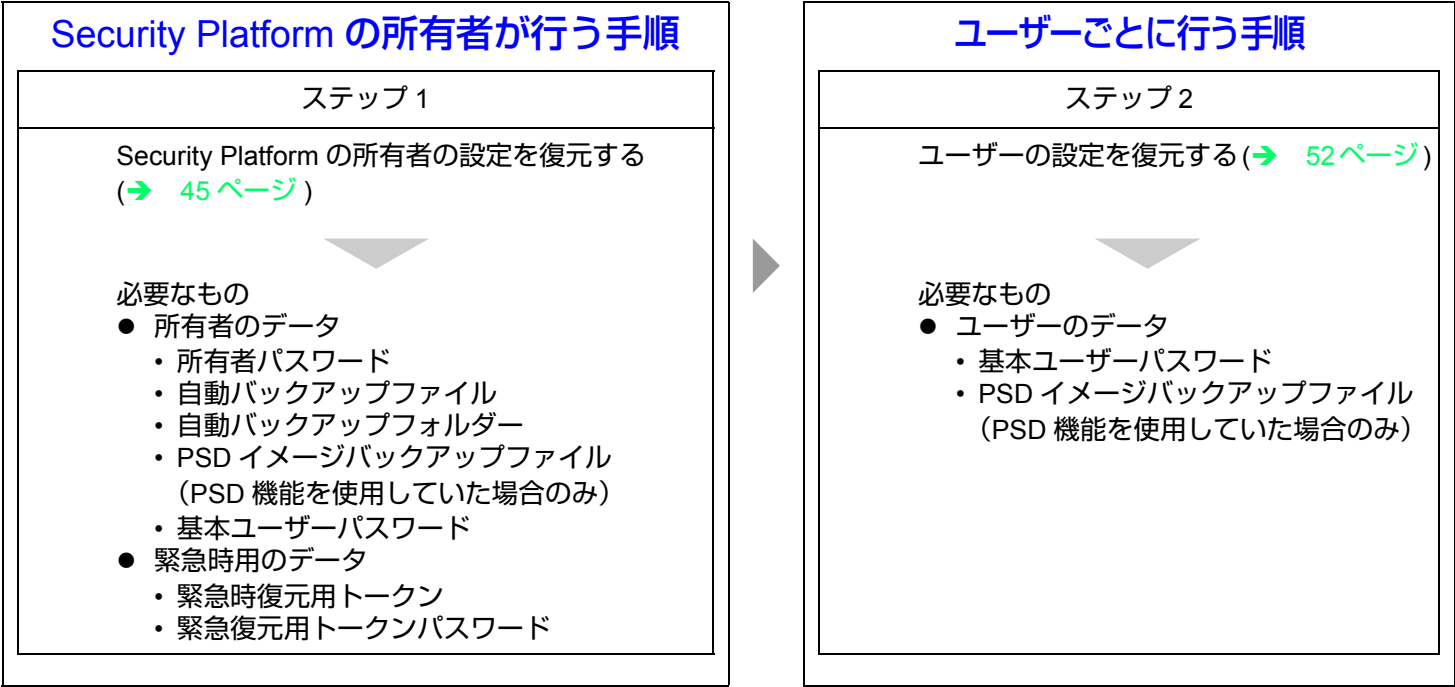 Security Platform の所有者が行う手順
ステップ 1
Security Platform の所有者の設定を復元する
(➔ 45 ページ )
必要なもの
● 所有者のデータ
・所有者パスワード
・自動バックアップファイル
・自動バックアップフォルダー
・PSD イメージバックアップファイル
（PSD 機能を使用していた場合のみ）
・基本ユーザーパスワード
● 緊急時用のデータ
・緊急時復元用トークン
・緊急復元用トークンパスワード
ユーザーごとに行う手順
ステップ 2
ユーザーの設定を復元する (➔ 52 ページ )
必要なもの
● ユーザーのデータ
・基本ユーザーパスワード
・PSD イメージバックアップファイル
（PSD 機能を使用していた場合のみ）